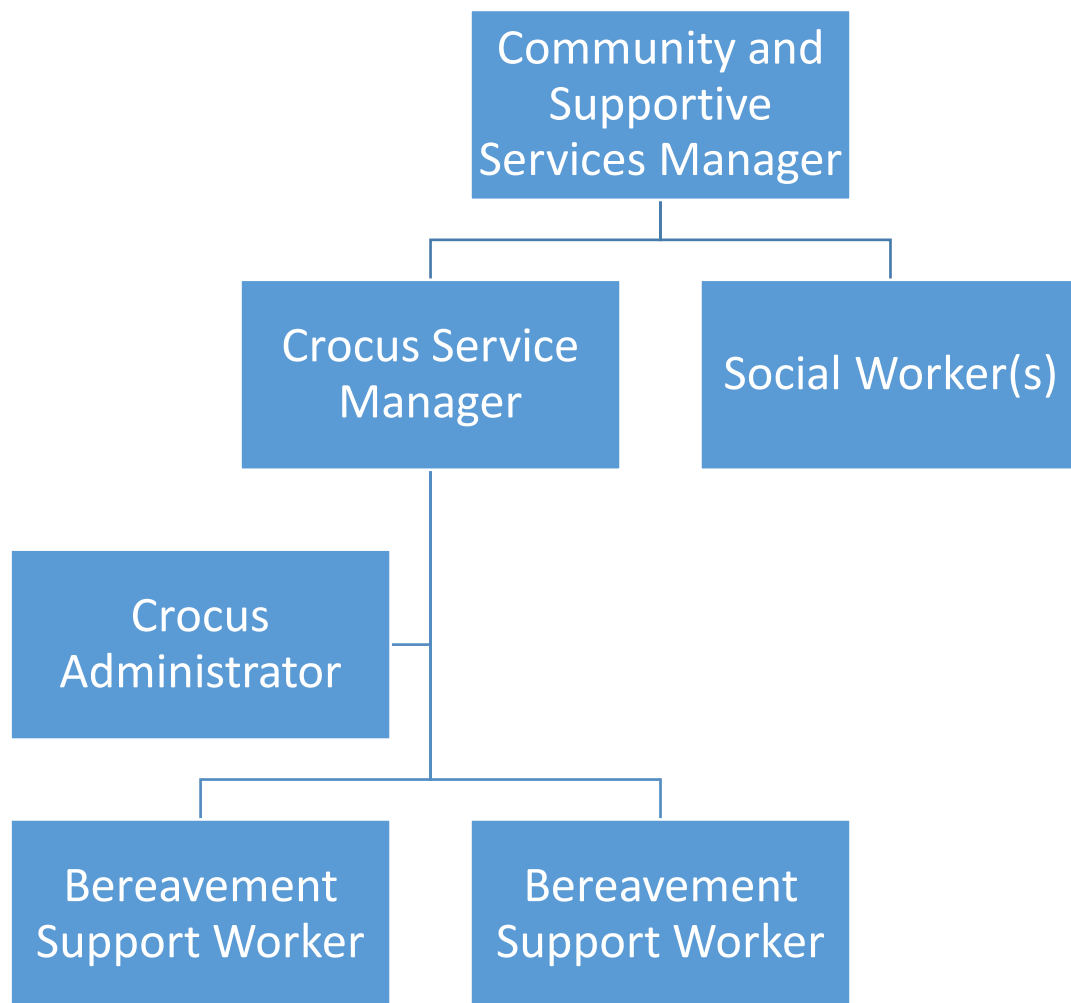 Community and
Supportive
Services Manager
Crocus Service
Manager
Social Worker(s)
Crocus
Administrator
Bereavement
Support Worker
Bereavement
Support Worker